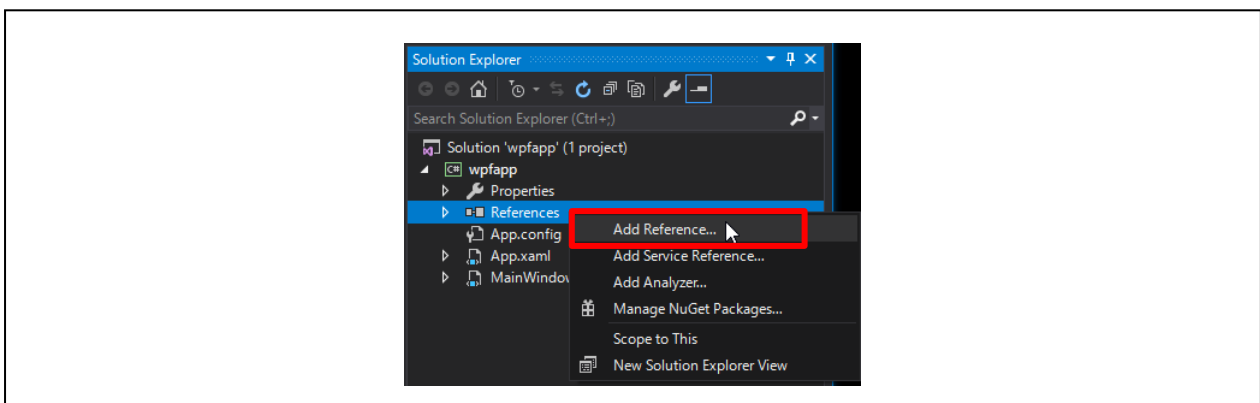 Solution Explorer
Search Solution Explorer (Ctrl+;)
Solution 'wpfapp' (1 project)
C# wpfapp
Properties
References
Add Reference...
App.config
App.xaml
Add Service Reference...
MainWindow
Add Analyzer...
Manage NuGet Packages...
Scope to This
New Solution Explorer View